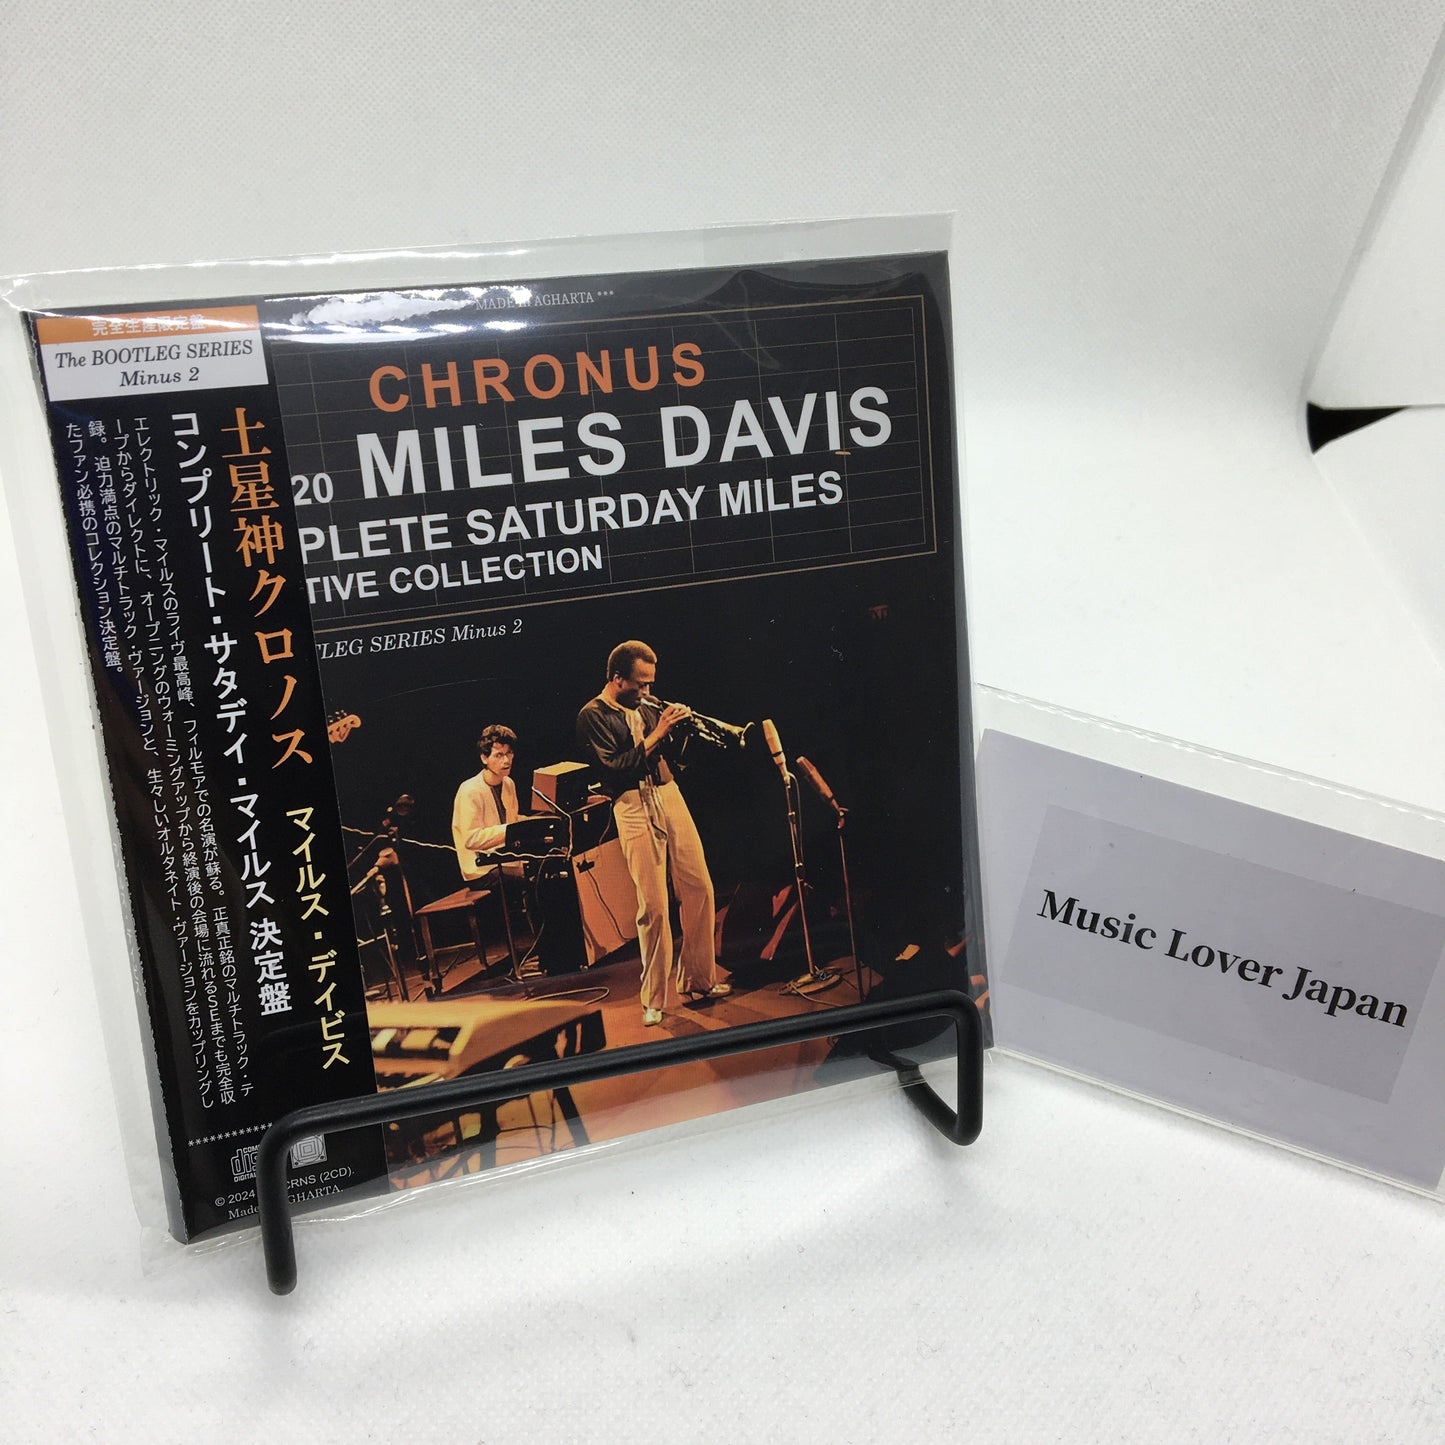 完全生産限定盤
The BOOTLEG SERIES
Minus 2
土星神クロノス マイルス・デイビス
コンプリート・サタデイ・マイルス 決定盤
エレクトリック・マイルスのライヴ最高峰、フィルモアでの名演が蘇る。正真正銘のマルチトラック・テ
ープからダイレクトに、オープニングのウォーミングアップから終演後の会場に流れるSEまでも完全収
録。迫力満点のマルチトラック・ヴァージョンと、生々しいオルタネイト・ヴァージョンをカップリングし
たファン必携のコレクション決定盤。
************
© 2024 CRNS (2CD).
Made GHARTA.
MADE IN AGHARTA ***
CHRONUS
20 MILES DAVIS
PLETE SATURDAY MILES
TIVE COLLECTION
TLEG SERIES Minus 2
Music Lover Japan